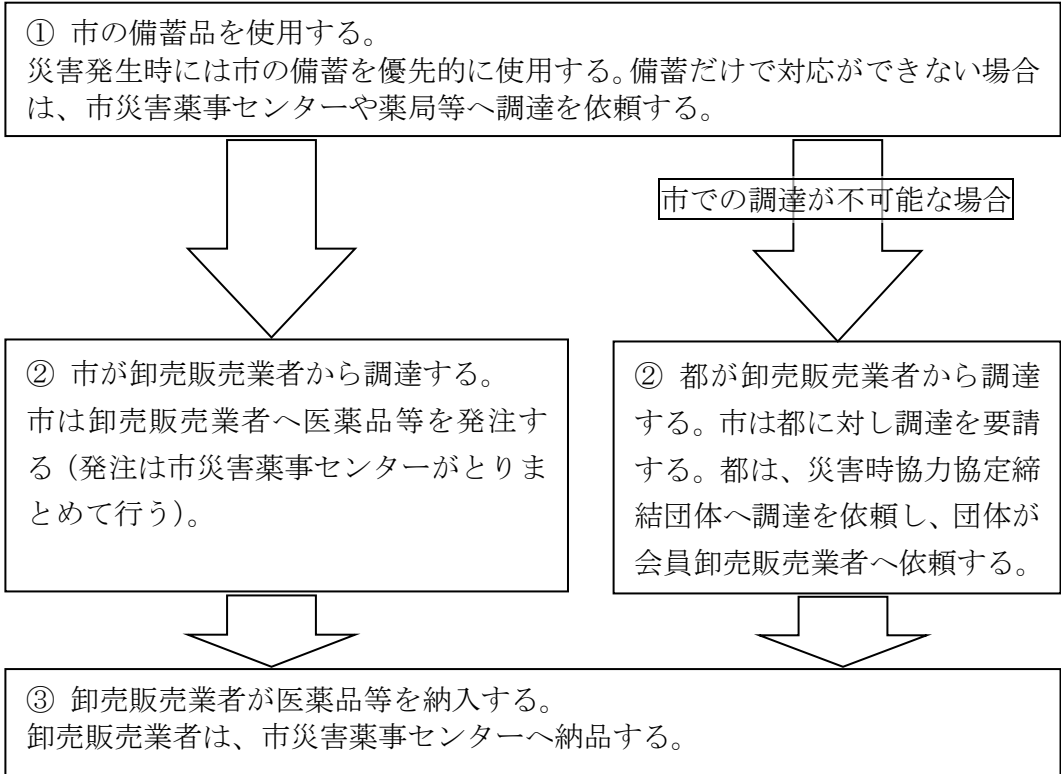 ① 市の備蓄品を使用する。
災害発生時には市の備蓄を優先的に使用する。備蓄だけで対応ができない場合
は、市災害薬事センターや薬局等へ調達を依頼する。
市での調達が不可能な場合
② 市が卸売販売業者から調達する。
市は卸売販売業者へ医薬品等を発注す
る（発注は市災害薬事センターがとりま
とめて行う）。
② 都が卸売販売業者から調達
する。市は都に対し調達を要請
する。都は、災害時協力協定締
結団体へ調達を依頼し、団体が
会員卸売販売業者へ依頼する。
③ 卸売販売業者が医薬品等を納入する。
卸売販売業者は、市災害薬事センターへ納品する。